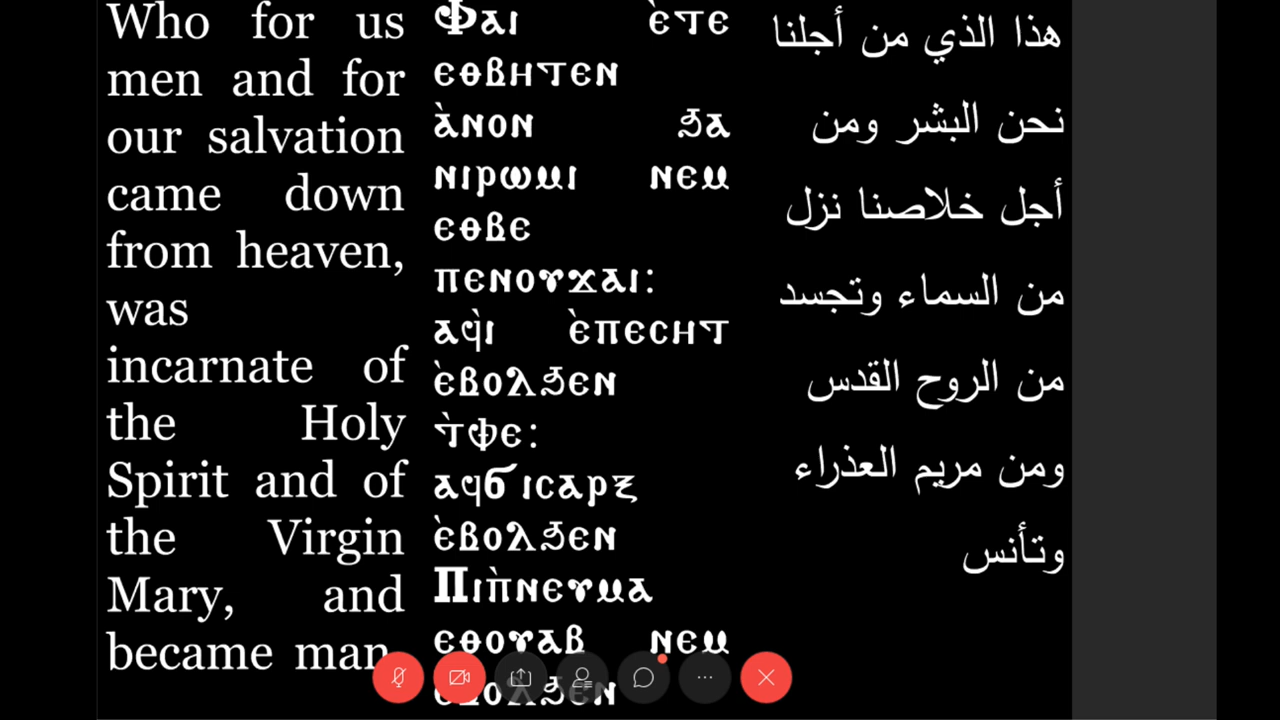 Who for us
men and for
our salvation
came down
from heaven,
was
incarnate of
the Holy
Spirit and of
the Virgin
Mary, and
became man
Ⲫⲁⲓ ⲉ̀ⲧⲉ
ⲉⲑⲃⲏⲧⲉⲛ
ⲁ̀ⲛⲟⲛ ϧⲁ
ⲛⲓⲣⲱⲙⲓ ⲛⲉⲙ
ⲉⲑⲃⲉ
ⲡⲉⲛⲟⲩϫⲁⲓ:
ⲁϥⲓ̀ ⲉ̀ⲡⲉⲥⲏⲧ
ⲉ̀ⲃⲟⲗϧⲉⲛ
ⲧ̀ⲫⲉ:
ⲁϥϭⲓⲥⲁⲣⲝ
ⲉ̀ⲃⲟⲗϧⲉⲛ
Ⲡⲓⲡ̀ⲛⲉⲩⲙⲁ
ⲉⲑⲟⲩⲁⲃ ⲛⲉⲙ
ⲉ̀ⲃⲟⲗϧⲉⲛ
هذا الذي من أجلنا
نحن البشر ومن
أجل خلاصنا نزل
من السماء وتجسد
من الروح القدس
ومن مريم العذراء
وتأنس